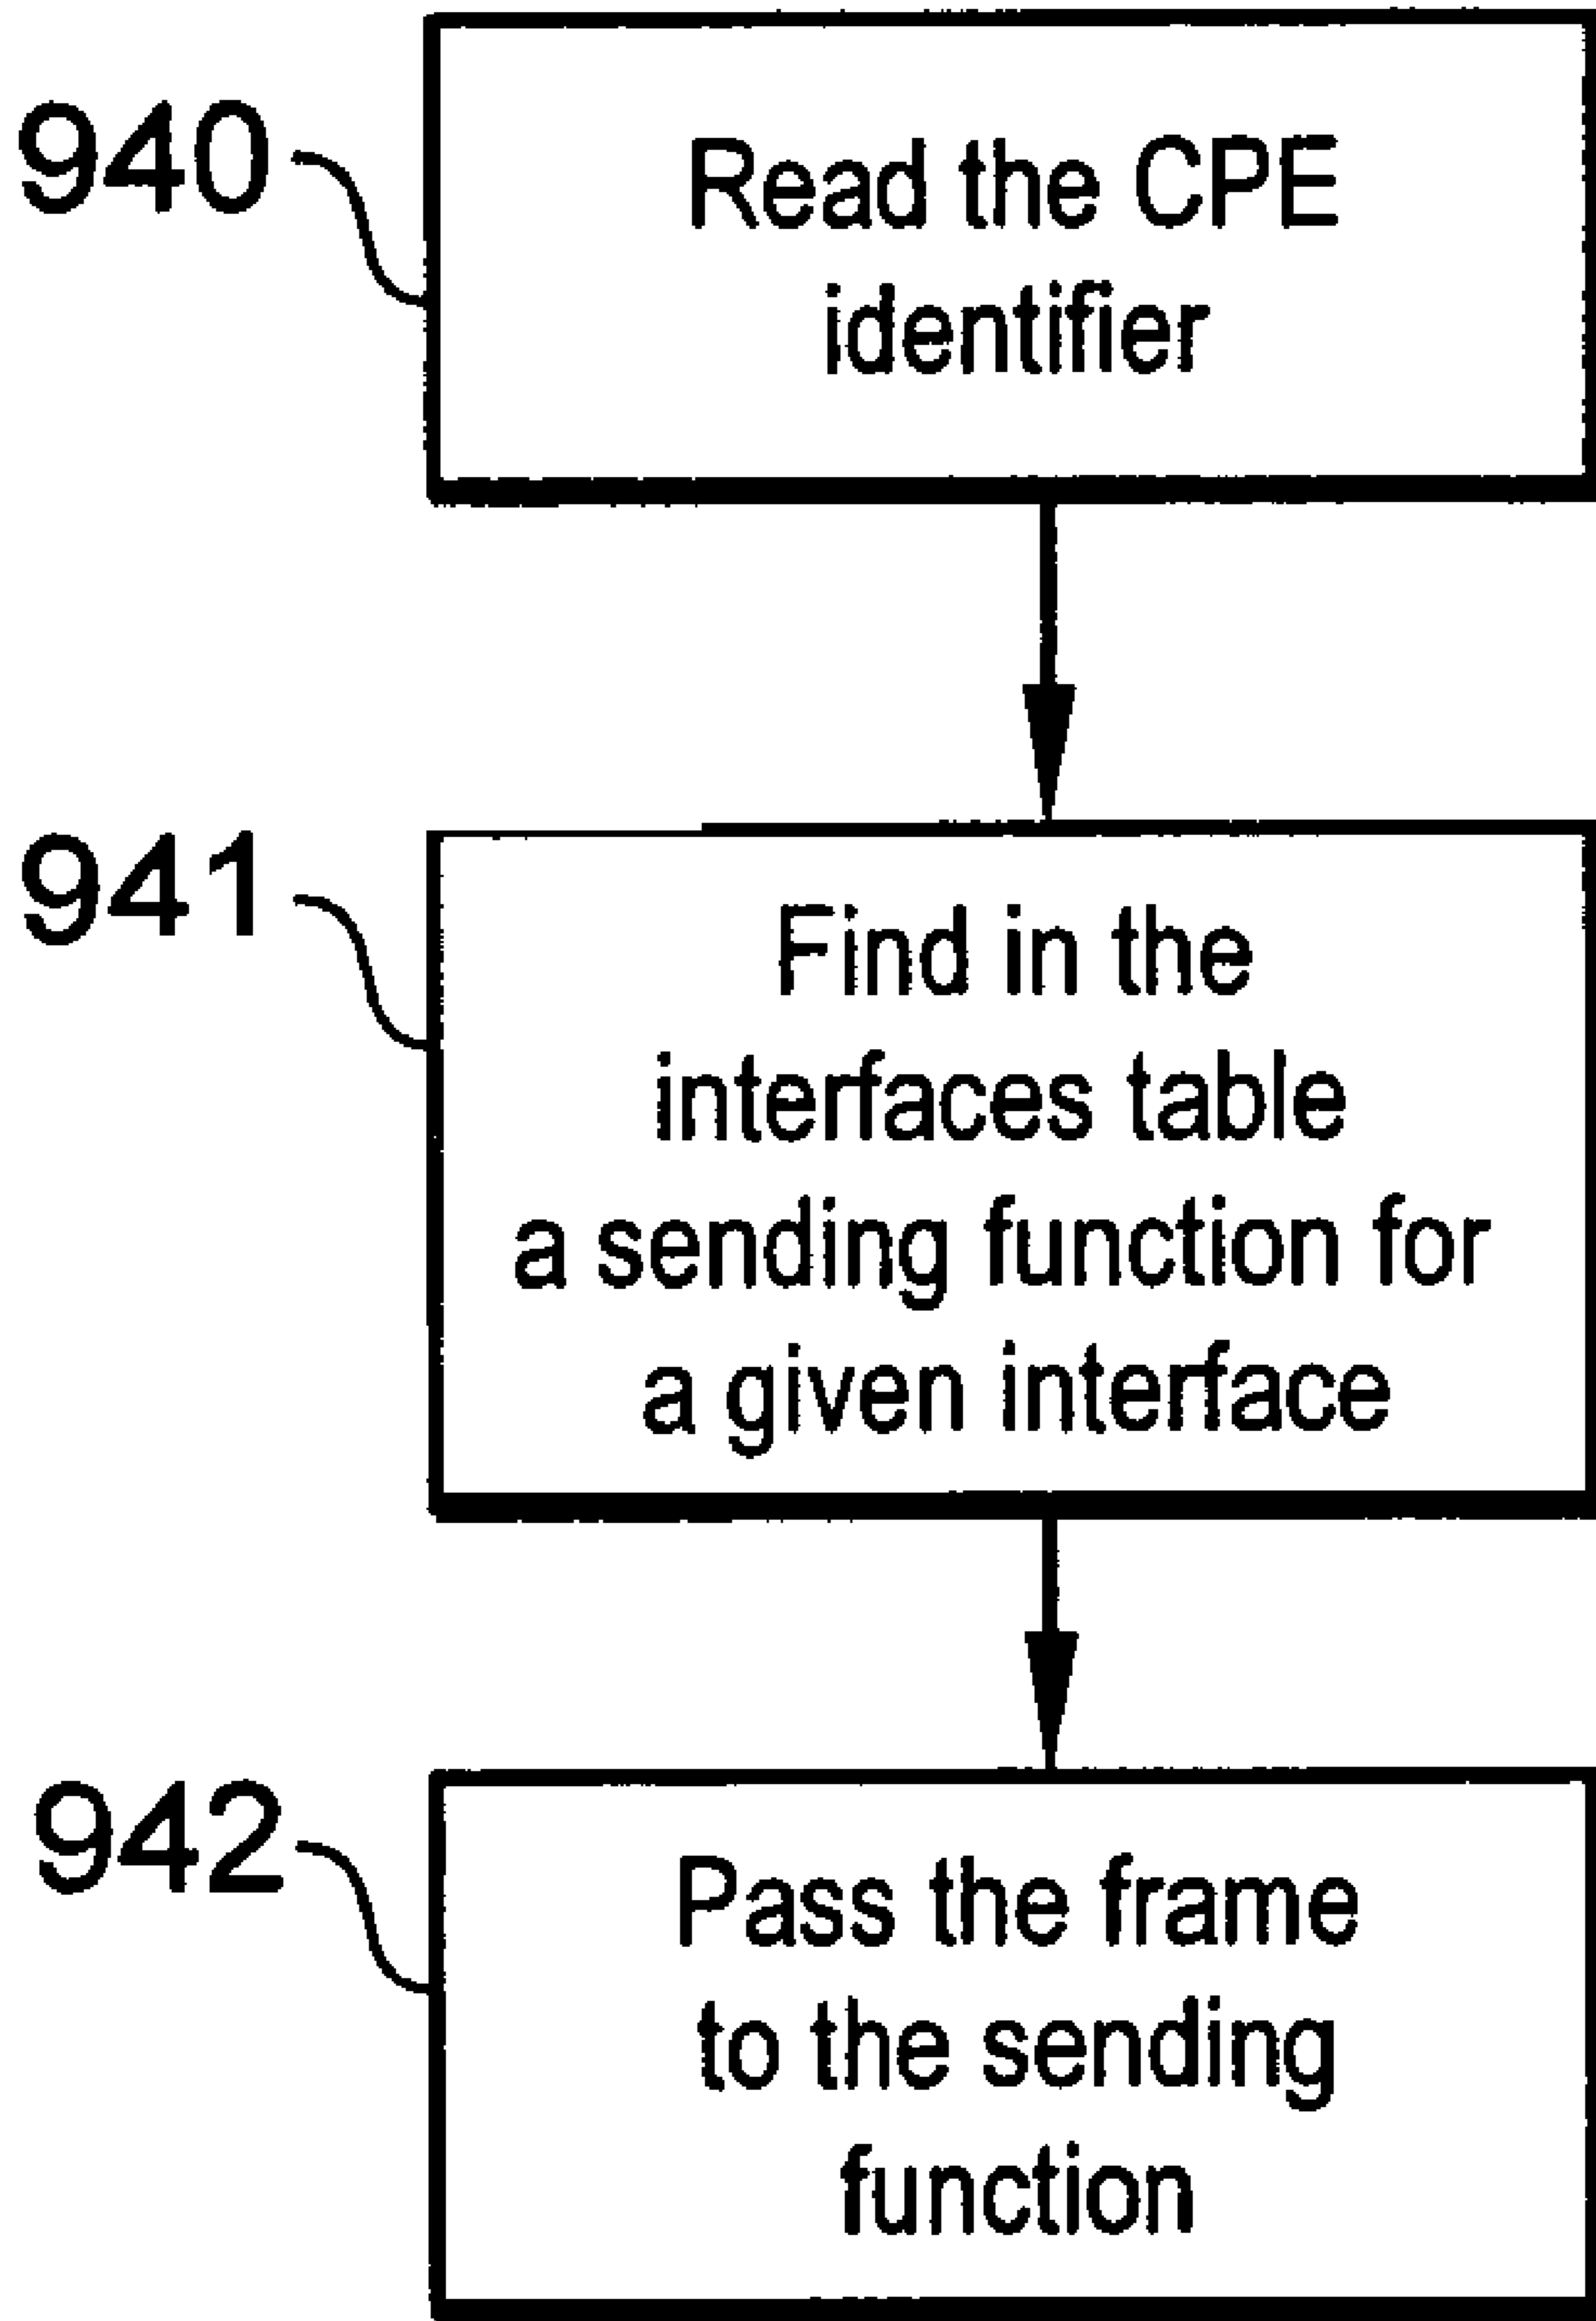 940
Read the CPE
identifier
941
Find in the
interfaces table
a sending function for
a given interface
942
Pass the frame
to the sending
function